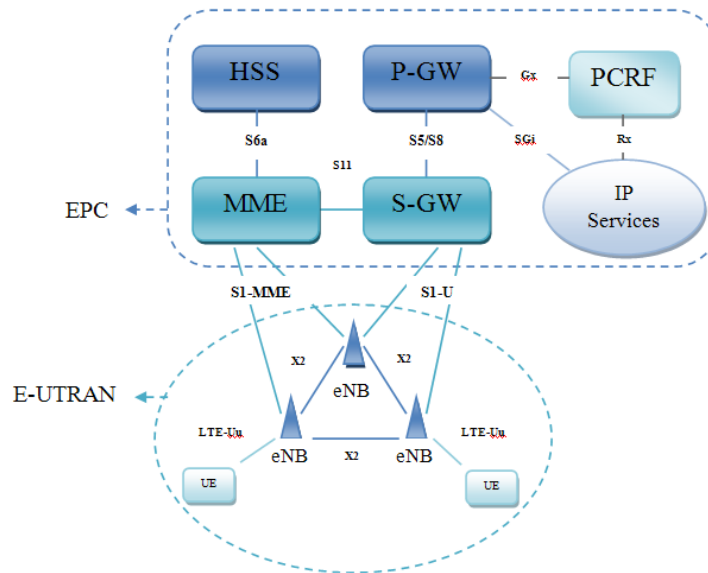 HSS
P-GW
Gx
PCRF
S6a
S5/S8
SGi
Rx
S11
EPC
MME
S-GW
IP
Services
S1-MME
S1-U
X2
X2
E-UTRAN
eNB
LTE-Uu
LTE-Uu
eNB
eNB
X2
UE
UE